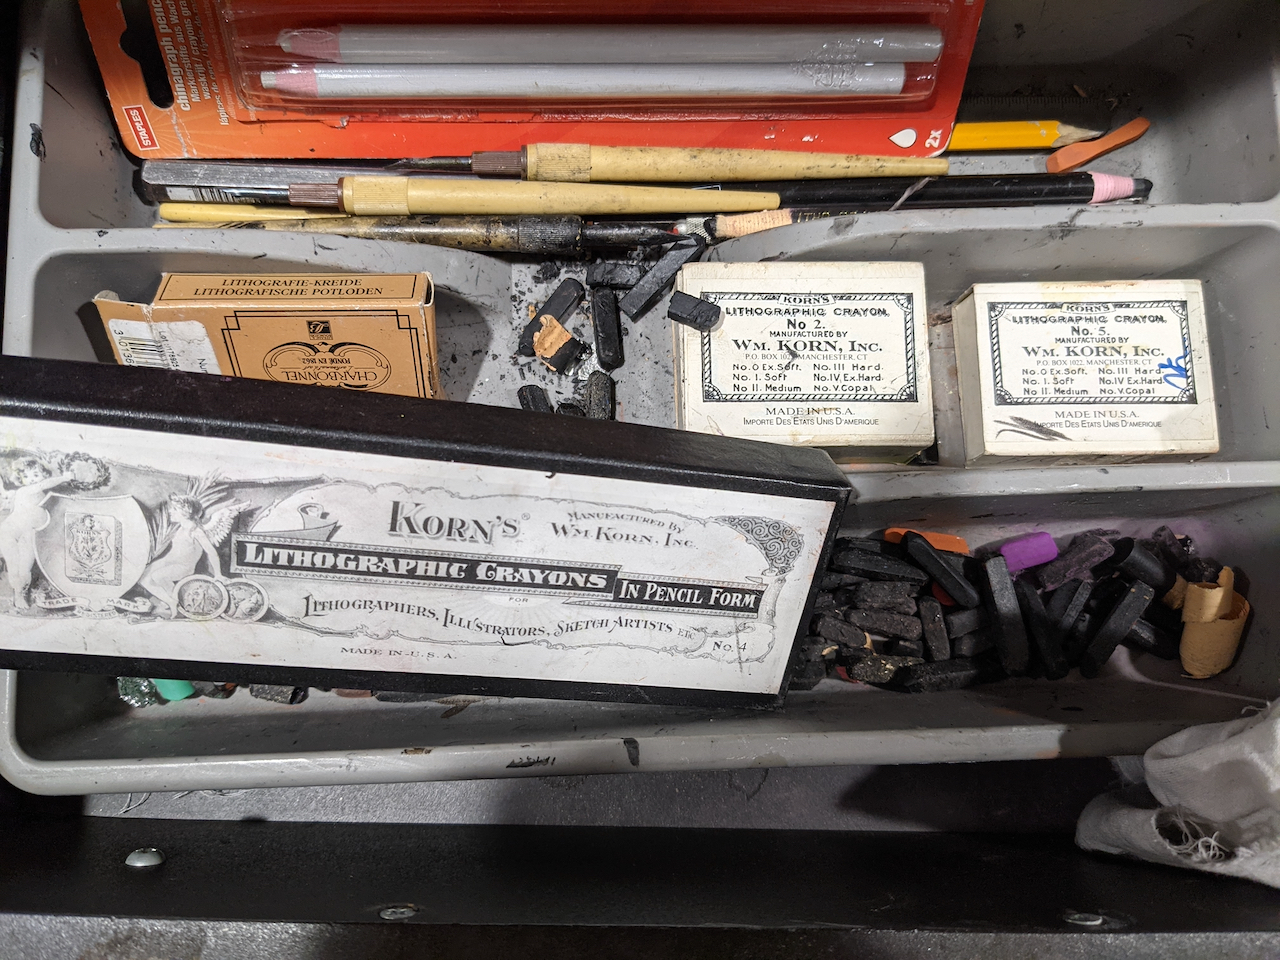 chinagraph penc
STAPLES
2x
LITHOGRAFIE-KREIDE
LITHOGRAFISCHE POTLODEN
FONDÉ EN 1862
CHARBONNEL
KORN'S
LITHOGRAPHIC CRAYON
No 2.
MANUFACTURED BY
WM. KORN, INC.
P.O. BOX 1022, MANCHESTER, CT
No. 0 Ex. Soft. No. III Hard.
No. I. Soft No. IV Ex. Hard.
No II. Medium No. V. Copal
MADE IN U.S.A.
IMPORTE DES ETATS UNIS D'AMERIQUE
KORN'S
LITHOGRAPHIC CRAYON,
No. 5.
MANUFACTURED BY
WM. KORN, INC.
P.O. BOX 1022, MANCHESTER, CT
No. 0 Ex. Soft. No. III Hard.
No. I. Soft No. IV Ex. Hard.
No II. Medium No. V. Copal
MADE IN U.S.A.
IMPORTE DES ETATS UNIS D'AMERIQUE
KORN'S®
MANUFACTURED BY
WM. KORN, INC.
LITHOGRAPHIC CRAYONS IN PENCIL FORM
FOR
LITHOGRAPHERS, ILLUSTRATORS, SKETCH ARTISTS ETC.
TRADE MARK
No. 4
MADE IN U.S.A.